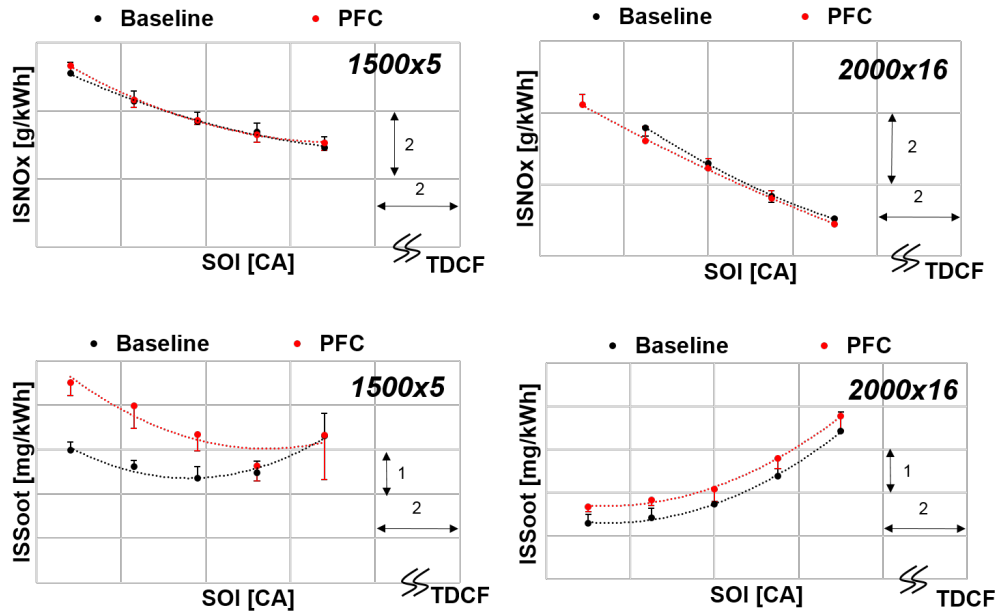 Baseline PFC
1500x5
ISNOx [g/kWh]
2
2
SOI [CA]
TDCF
Baseline PFC
2000x16
ISNOx [g/kWh]
2
2
SOI [CA]
TDCF
Baseline PFC
1500x5
ISSoot [mg/kWh]
1
2
SOI [CA]
TDCF
Baseline PFC
2000x16
ISSoot [mg/kWh]
1
2
SOI [CA]
TDCF